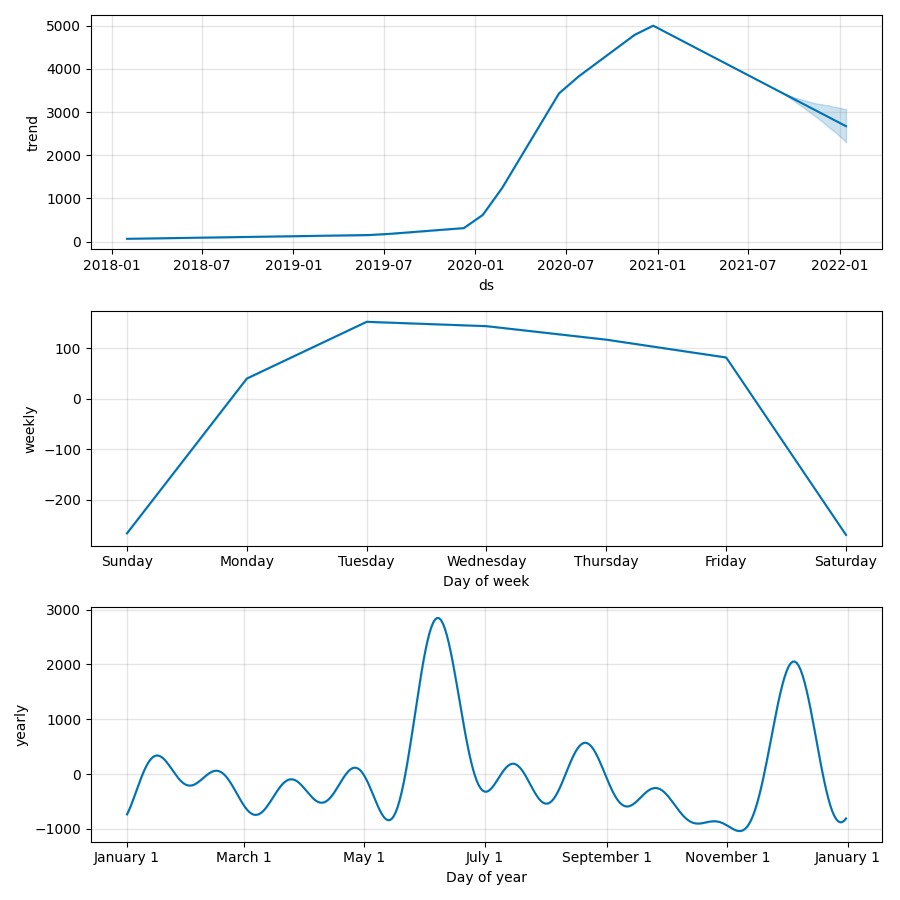 5000
4000
3000
2000
1000
0
trend
2018-01 2018-07 2019-01 2019-07 2020-01 2020-07 2021-01 2021-07 2022-01
ds
100
0
−100
−200
weekly
Sunday Monday Tuesday Wednesday Thursday Friday Saturday
Day of week
3000
2000
1000
0
−1000
yearly
January 1 March 1 May 1 July 1 September 1 November 1 January 1
Day of year